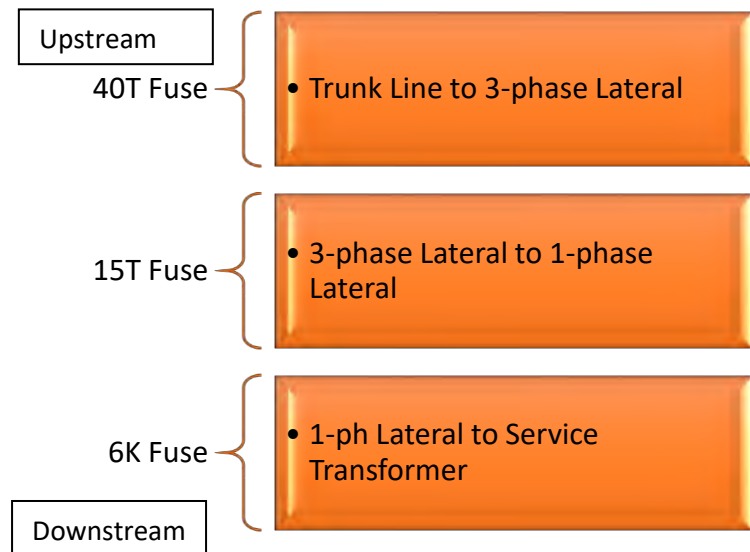 Upstream
40T Fuse
• Trunk Line to 3-phase Lateral
15T Fuse
• 3-phase Lateral to 1-phase
Lateral
6K Fuse
• 1-ph Lateral to Service
Transformer
Downstream